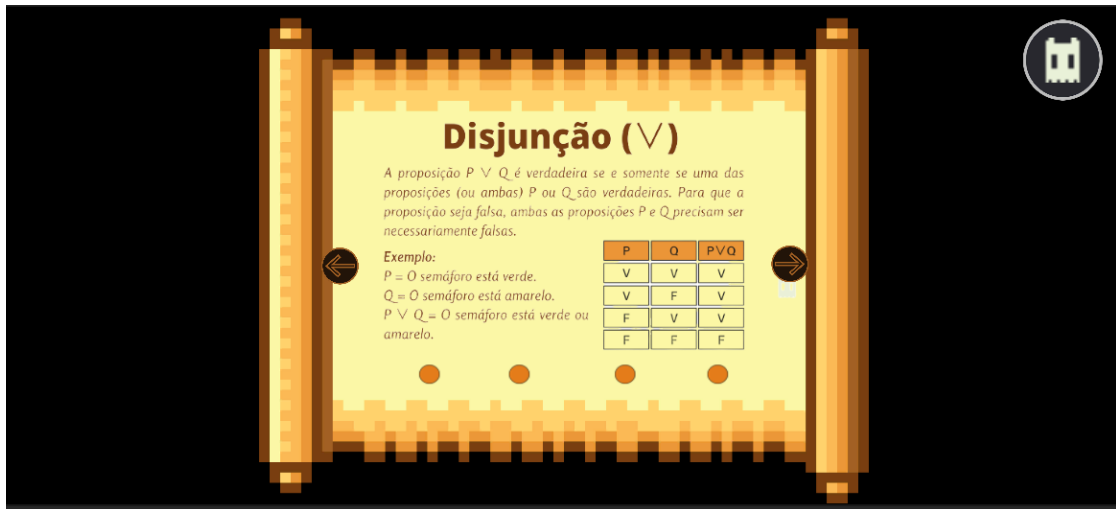 Disjunção (∨)
A proposição P ∨ Q é verdadeira se e somente se uma das
proposições (ou ambas) P ou Q são verdadeiras. Para que a
proposição seja falsa, ambas as proposições P e Q precisam ser
necessariamente falsas.
Exemplo:
P = O semáforo está verde.
Q = O semáforo está amarelo.
P ∨ Q = O semáforo está verde ou
amarelo.
P Q P∨Q
V V V
V F V
F V V
F F F